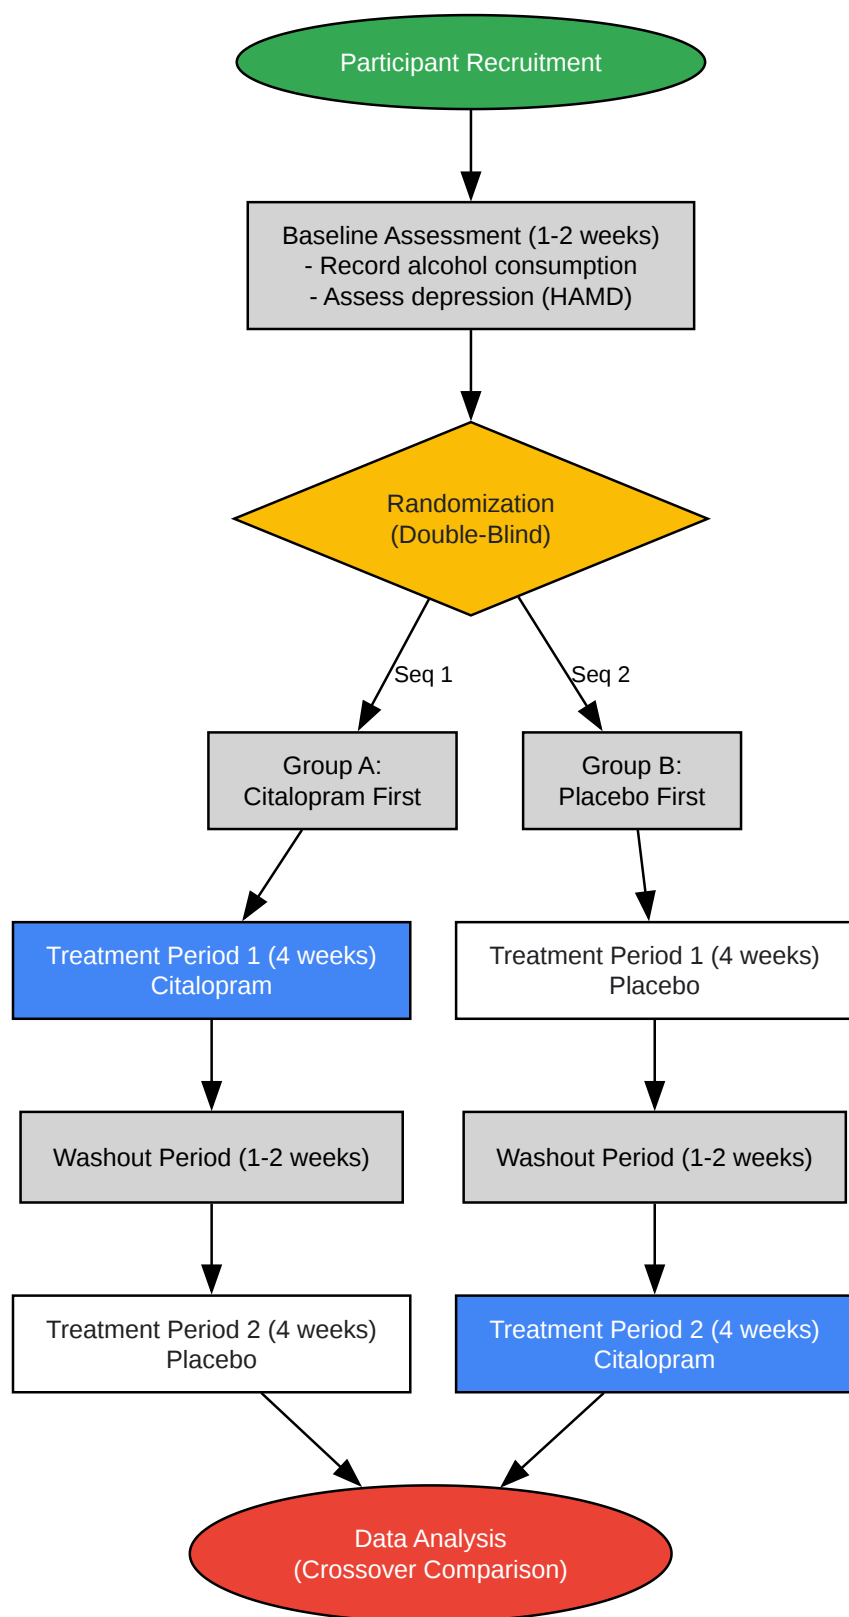 Participant Recruitment
Baseline Assessment (1-2 weeks)
- Record alcohol consumption
- Assess depression (HAMD)
Randomization
(Double-Blind)
Seq 1
Seq 2
Group A:
Citalopram First
Group B:
Placebo First
Treatment Period 1 (4 weeks)
Citalopram
Treatment Period 1 (4 weeks)
Placebo
Washout Period (1-2 weeks)
Washout Period (1-2 weeks)
Treatment Period 2 (4 weeks)
Placebo
Treatment Period 2 (4 weeks)
Citalopram
Data Analysis
(Crossover Comparison)